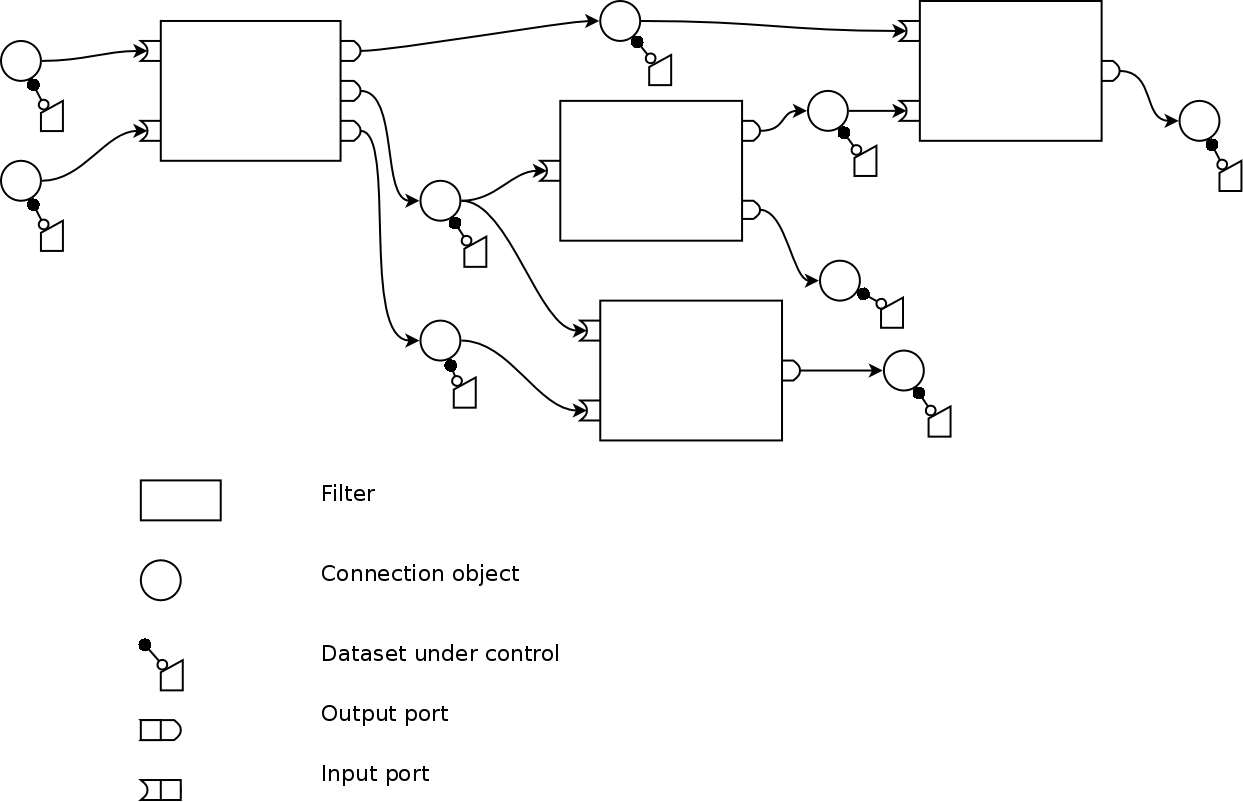 Filter
Connection object
Dataset under control
Output port
Input port